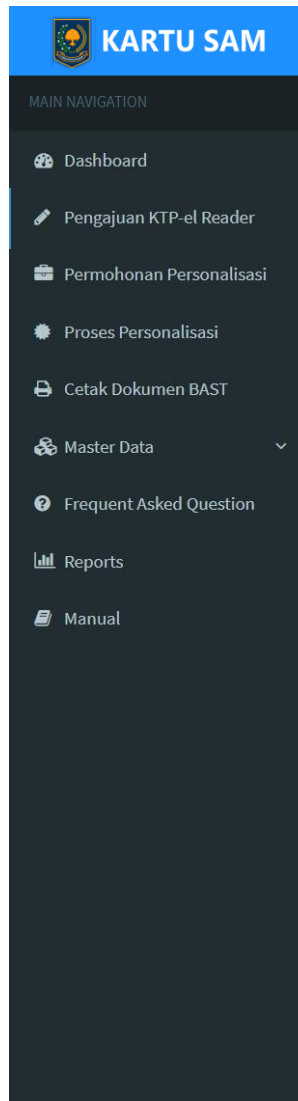 KARTU SAM
MAIN NAVIGATION
Dashboard
Pengajuan KTP-el Reader
Permohonan Personalisasi
Proses Personalisasi
Cetak Dokumen BAST
Master Data
Frequent Asked Question
Reports
Manual